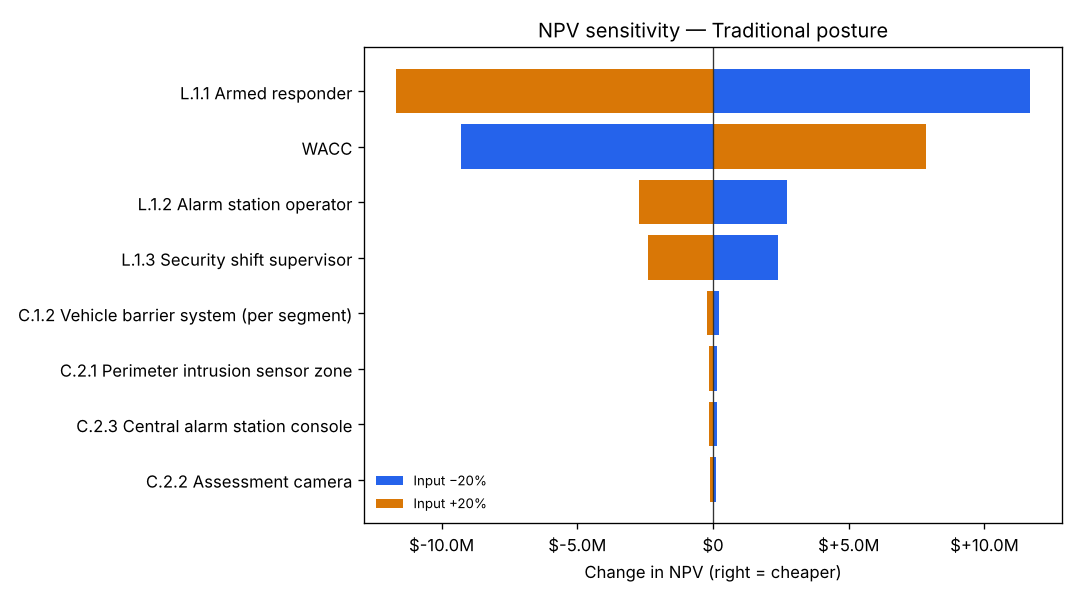 NPV sensitivity — Traditional posture
L.1.1 Armed responder
WACC
L.1.2 Alarm station operator
L.1.3 Security shift supervisor
C.1.2 Vehicle barrier system (per segment)
C.2.1 Perimeter intrusion sensor zone
C.2.3 Central alarm station console
C.2.2 Assessment camera
Input −20%
Input +20%
$-10.0M $-5.0M $0 $+5.0M $+10.0M
Change in NPV (right = cheaper)